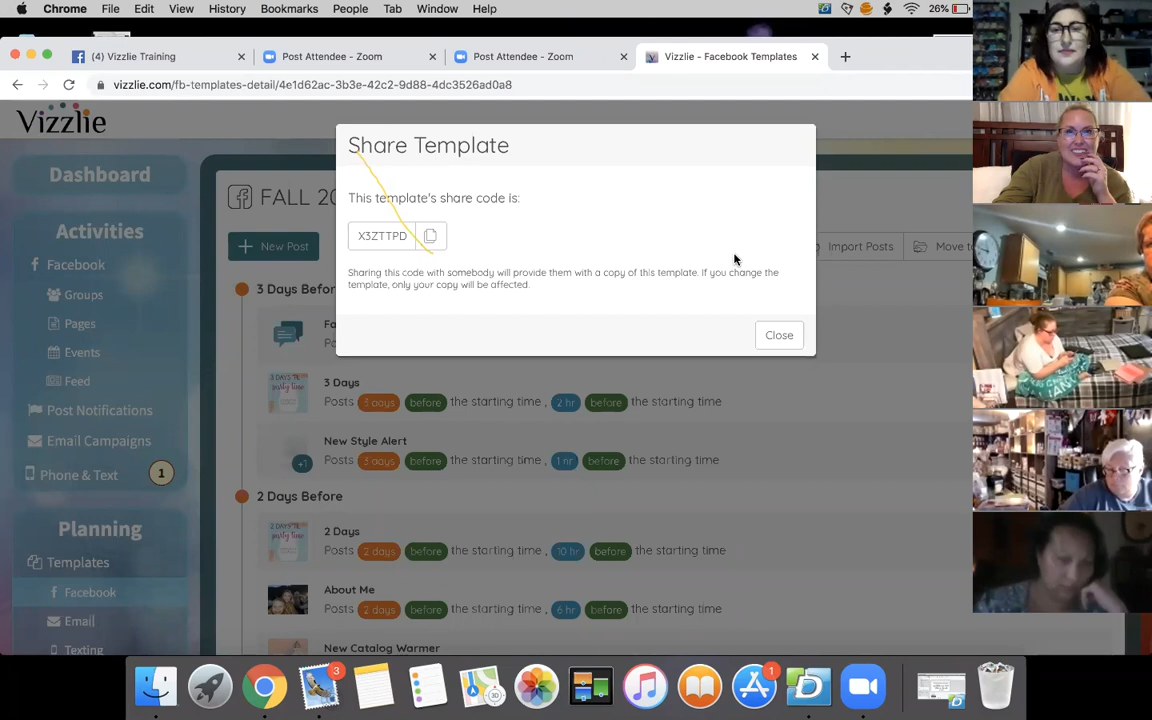 Chrome File Edit View History Bookmarks People Tab Window Help 26%
(4) Vizzlie Training
Post Attendee - Zoom
Post Attendee - Zoom
Vizzlie - Facebook Templates
vizzlie.com/fb-templates-detail/4e1d62ac-3b3e-42c2-9d88-4dc3526ad0a8
Vizzlie
Dashboard
Activities
Facebook
Groups
Pages
Events
Feed
Post Notifications
Email Campaigns
Phone & Text 1
Planning
Templates
Facebook
Email
Texting
FALL 20
+ New Post
Import Posts
Move to
Share Template
This template's share code is:
X3ZTTPD
Sharing this code with somebody will provide them with a copy of this template. If you change the
template, only your copy will be affected.
Close
3 Days Before
3 Days
Posts 3 days before the starting time , 2 hr before the starting time
New Style Alert
Posts 3 days before the starting time , 1 hr before the starting time
+1
2 Days Before
2 Days
Posts 2 days before the starting time , 10 hr before the starting time
About Me
Posts 2 days before the starting time , 6 hr before the starting time
New Catalog Warmer
3
30
1